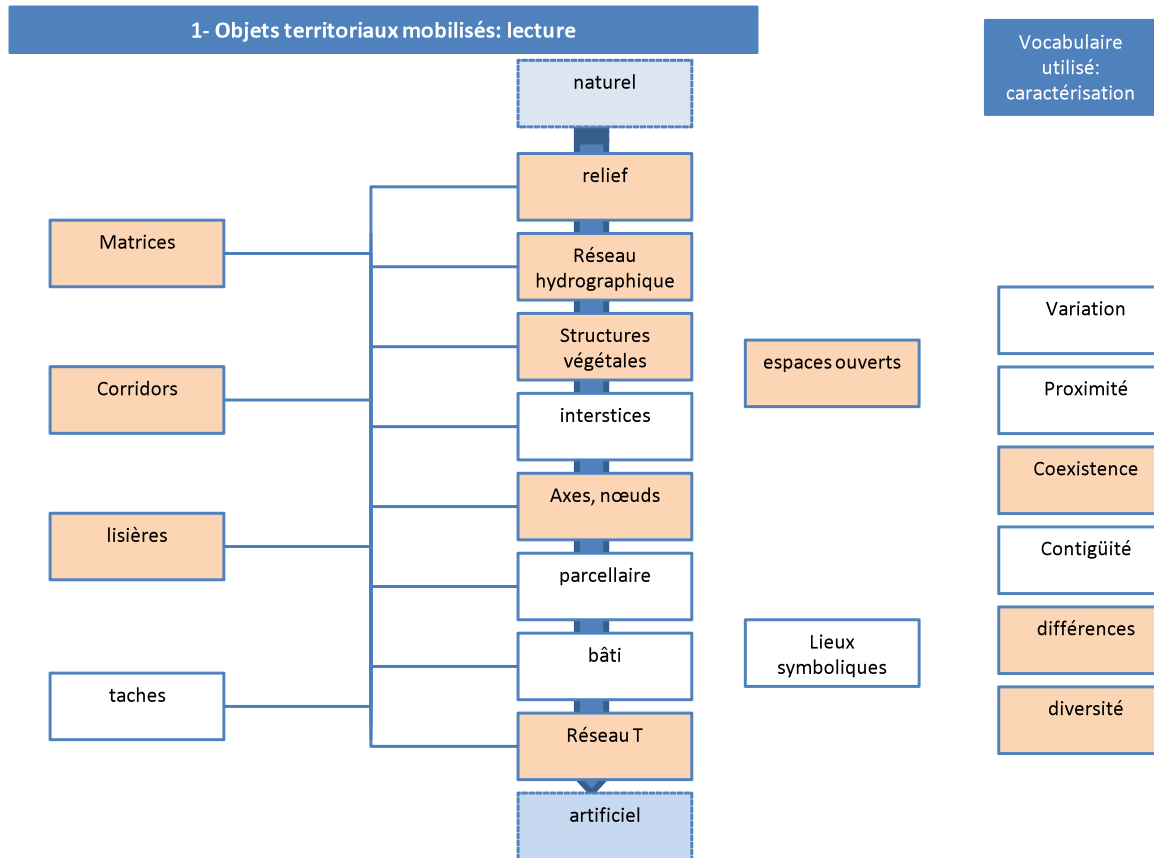 1- Objets territoriaux mobilisés: lecture
Vocabulaire
utilisé:
caractérisation
naturel
relief
Matrices
Réseau
hydrographique
Variation
Structures
végétales
espaces ouverts
Corridors
Proximité
interstices
Coexistence
Axes, nœuds
lisières
Contigüité
parcellaire
différences
bâti
Lieux
symboliques
taches
diversité
Réseau T
artificiel